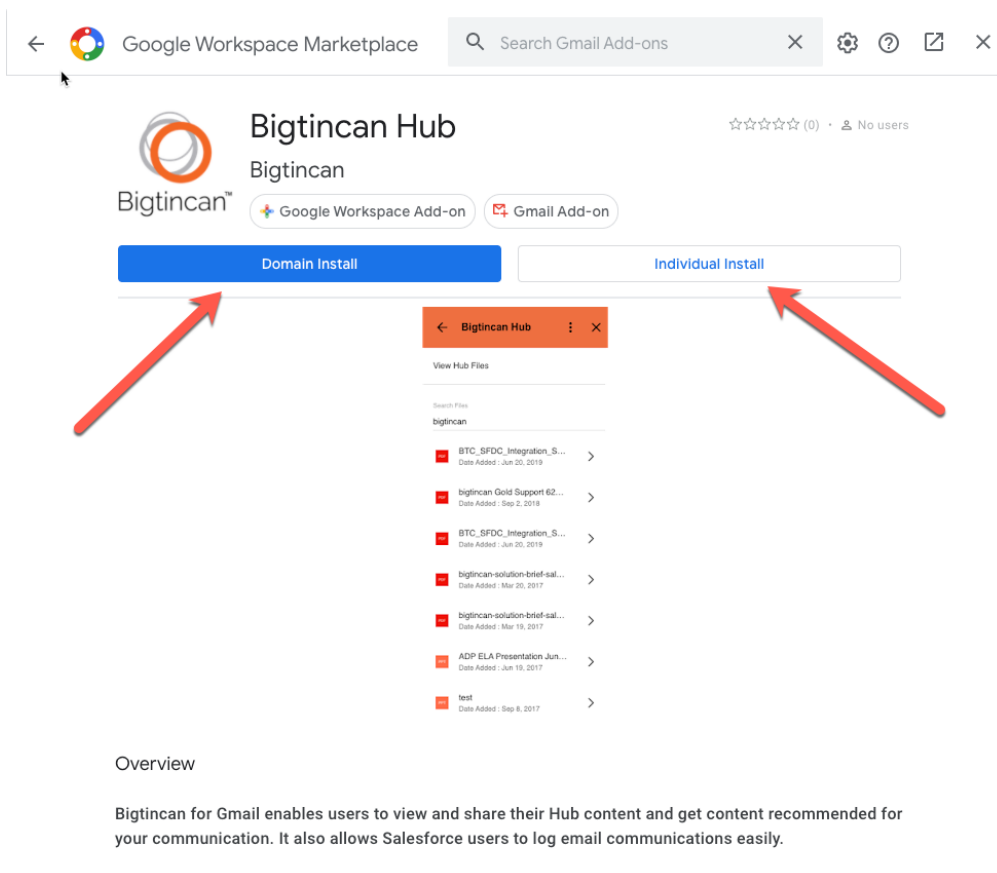 Google Workspace Marketplace
Search Gmail Add-ons
Bigtincan Hub
(0) • No users
Bigtincan
Bigtincan™
Google Workspace Add-on
Gmail Add-on
Domain Install
Individual Install
Bigtincan Hub
View Hub Files
Search Files
bigtincan
BTC_SFDC_Integration_S...
Date Added : Jun 20, 2019
bigtincan Gold Support 62...
Date Added : Sep 2, 2018
BTC_SFDC_Integration_S...
Date Added : Jun 20, 2019
bigtincan-solution-brief-sal...
Date Added : Mar 20, 2017
bigtincan-solution-brief-sal...
Date Added : Mar 19, 2017
ADP ELA Presentation Jun...
Date Added : Jun 19, 2017
test
Date Added : Sep 8, 2017
Overview
Bigtincan for Gmail enables users to view and share their Hub content and get content recommended for
your communication. It also allows Salesforce users to log email communications easily.